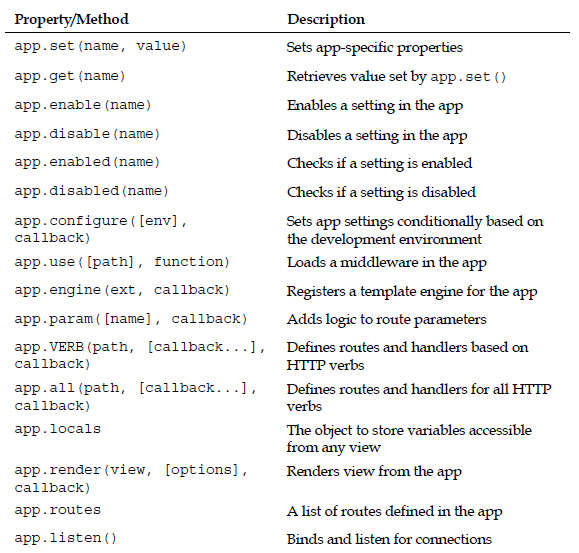 Property/Method Description
app.set(name, value) Sets app-specific properties
app.get(name) Retrieves value set by app.set()
app.enable(name) Enables a setting in the app
app.disable(name) Disables a setting in the app
app.enabled(name) Checks if a setting is enabled
app.disabled(name) Checks if a setting is disabled
app.configure([env], Sets app settings conditionally based on
callback) the development environment
app.use([path], function) Loads a middleware in the app
app.engine(ext, callback) Registers a template engine for the app
app.param([name], callback) Adds logic to route parameters
app.VERB(path, [callback...], Defines routes and handlers based on
callback) HTTP verbs
app.all(path, [callback...], Defines routes and handlers for all HTTP
callback) verbs
app.locals The object to store variables accessible
from any view
app.render(view, [options], Renders view from the app
callback)
app.routes A list of routes defined in the app
app.listen() Binds and listen for connections